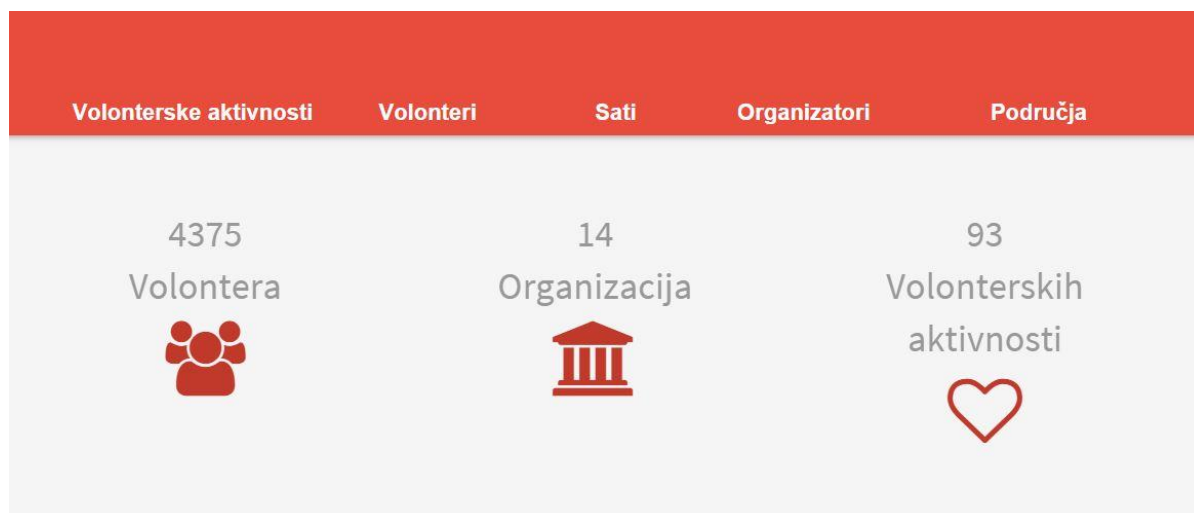 Volonterske aktivnosti Volonteri Sati Organizatori Područja
4375
Volontera
14
Organizacija
93
Volonterskih
aktivnosti